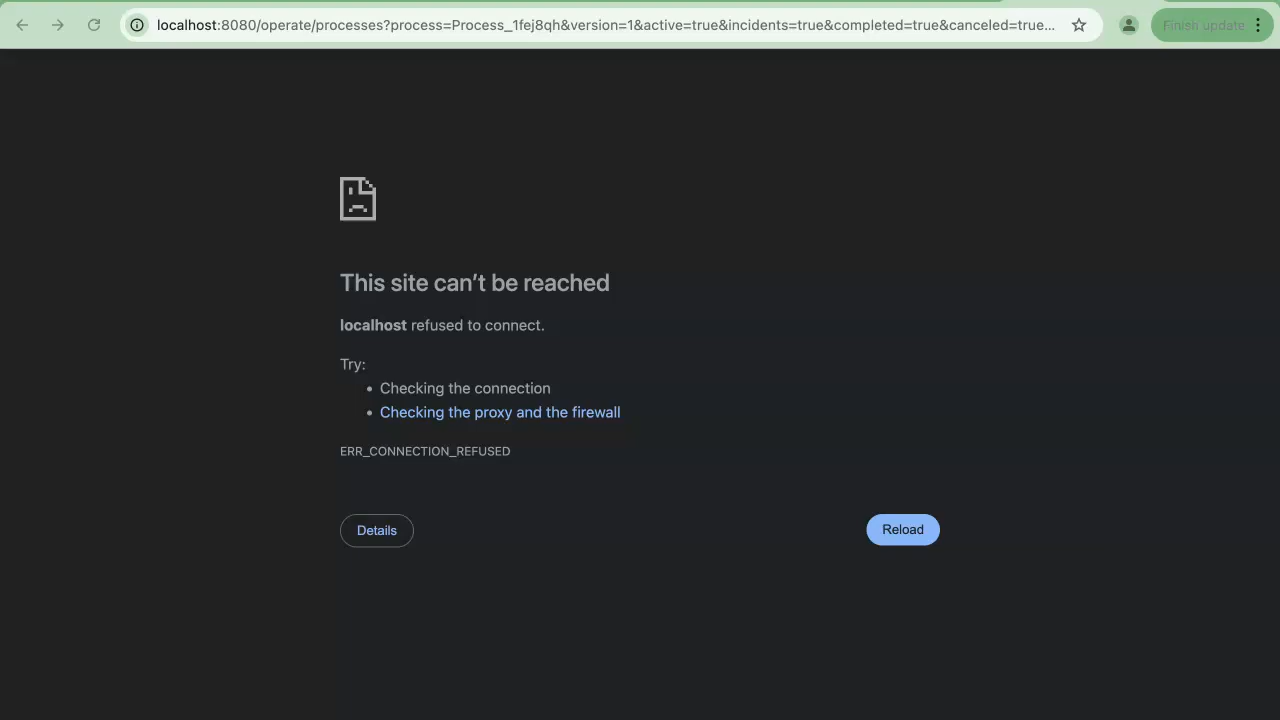 localhost:8080/operate/processes?process=Process_1fej8qh&version=1&active=true&incidents=true&completed=true&canceled=true...
Finish update
This site can't be reached
localhost refused to connect.
Try:
• Checking the connection
• Checking the proxy and the firewall
ERR_CONNECTION_REFUSED
Details
Reload